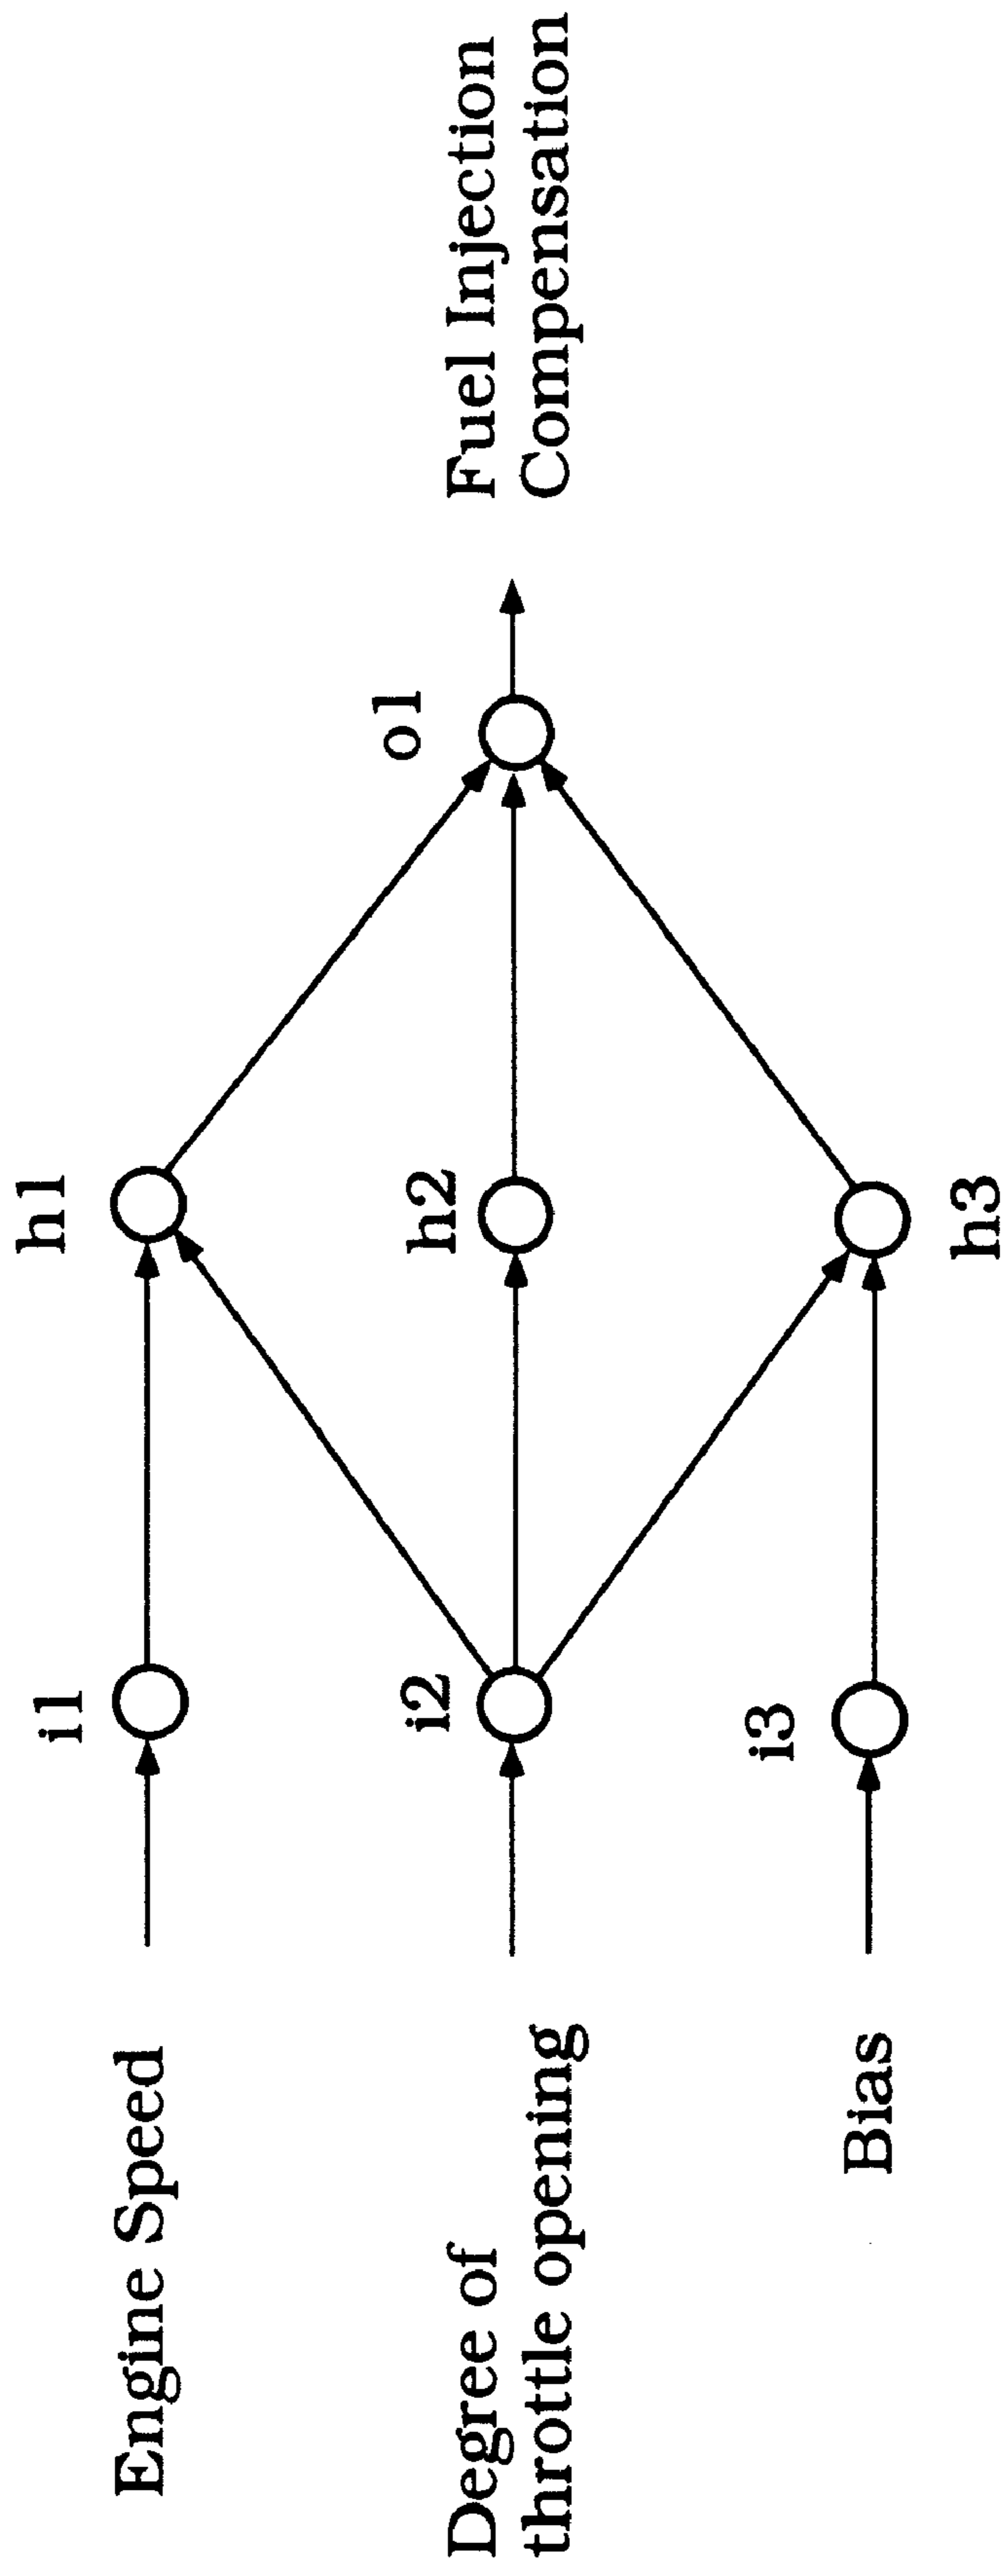 Engine Speed
i1
h1
Degree of
throttle opening
i2
h2
o1
Fuel Injection
Compensation
Bias
i3
h3